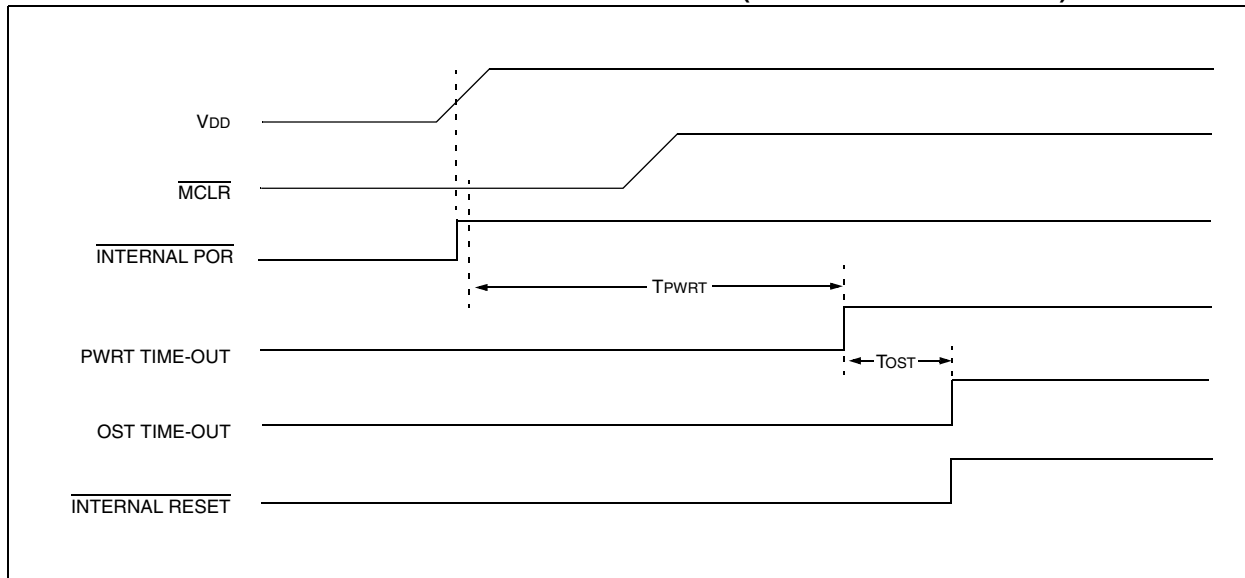 VDD
MCLR
INTERNAL POR
TPWRT
PWRT TIME-OUT
TOST
OST TIME-OUT
INTERNAL RESET